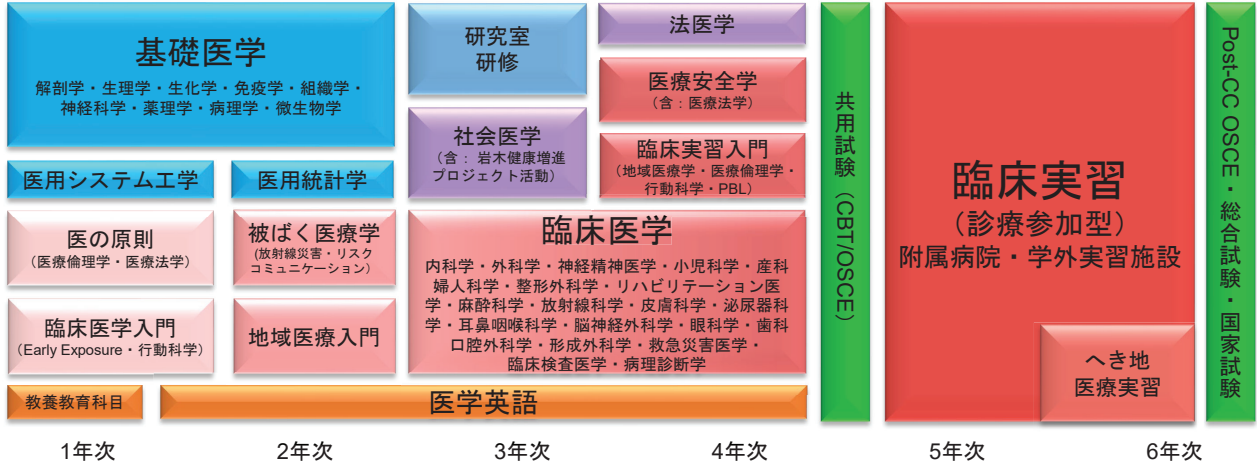 基礎医学
解剖学・生理学・生化学・免疫学・組織学・
神経科学・薬理学・病理学・微生物学
医用システム工学
医用統計学
医の原則
(医療倫理学・医療法学)
被ばく医療学
(放射線災害・リスク
コミュニケーション)
臨床医学入門
(Early Exposure・行動科学)
地域医療入門
教養教育科目
医学英語
研究室
研修
社会医学
(含： 岩木健康増進
プロジェクト活動)
法医学
医療安全学
(含：医療法学)
臨床実習入門
(地域医療学・医療倫理学・
行動科学・PBL)
臨床医学
内科学・外科学・神経精神医学・小児科学・産科
婦人科学・整形外科学・リハビリテーション医
学・麻酔科学・放射線科学・皮膚科学・泌尿器科
学・耳鼻咽喉科学・脳神経外科学・眼科学・歯科
口腔外科学・形成外科学・救急災害医学・
臨床検査医学・病理診断学
共用試験（CBT/OSCE）
臨床実習
(診療参加型)
附属病院・学外実習施設
へき地
医療実習
Post-CC OSCE・総合試験・国家試験
1年次
2年次
3年次
4年次
5年次
6年次